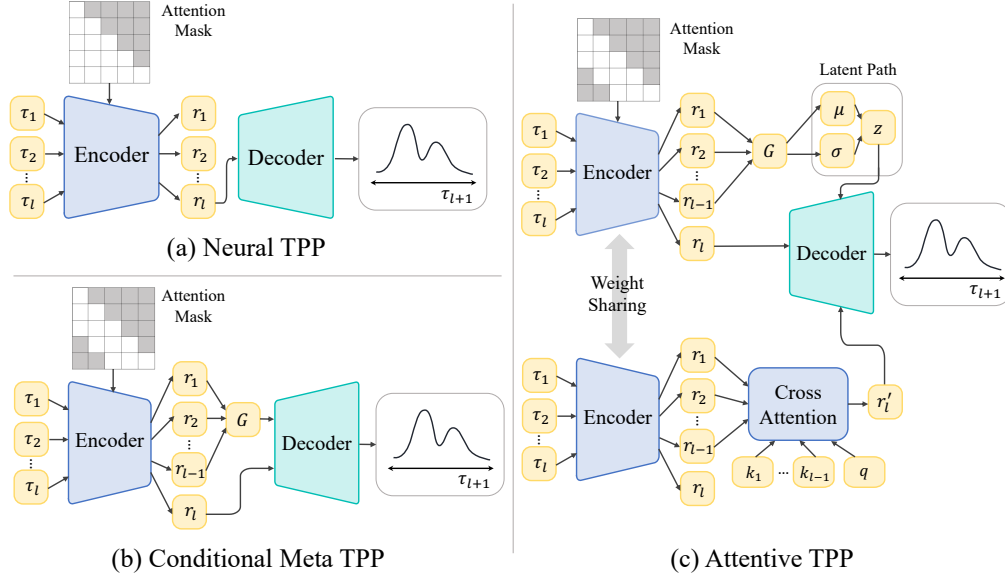 Attention
Mask
τ1
τ2
τl
Encoder
r1
r2
rl
Decoder
τl+1
(a) Neural TPP
Attention
Mask
τ1
τ2
τl
Encoder
r1
r2
rl−1
rl
G
Decoder
τl+1
(b) Conditional Meta TPP
Attention
Mask
τ1
τ2
τl
Encoder
r1
r2
rl−1
rl
G
Latent Path
μ
σ
z
Decoder
τl+1
Weight
Sharing
τ1
τ2
τl
Encoder
r1
r2
rl−1
rl
Cross
Attention
r′l
k1 ... kl−1 q
(c) Attentive TPP